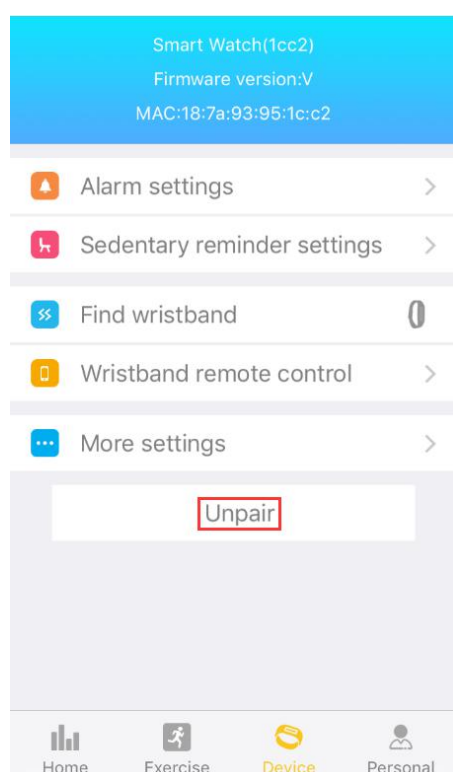 Smart Watch(1cc2)
Firmware version:V
MAC:18:7a:93:95:1c:c2
Alarm settings
Sedentary reminder settings
Find wristband
Wristband remote control
More settings
Unpair
Home Exercise Device Personal